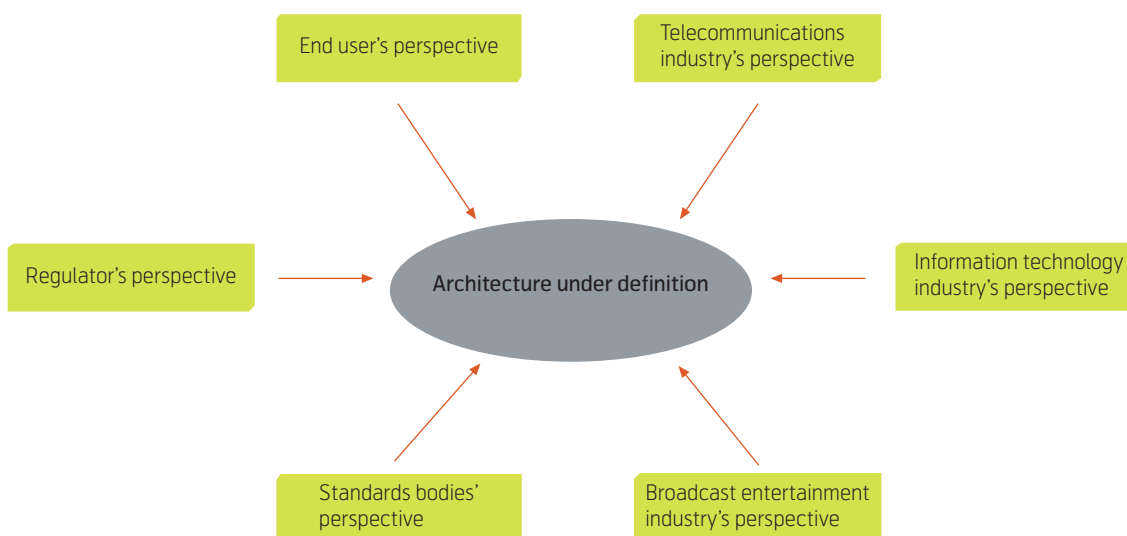 End user’s perspective
Telecommunications
industry’s perspective
Regulator’s perspective
Architecture under definition
Information technology
industry’s perspective
Standards bodies’
perspective
Broadcast entertainment
industry’s perspective